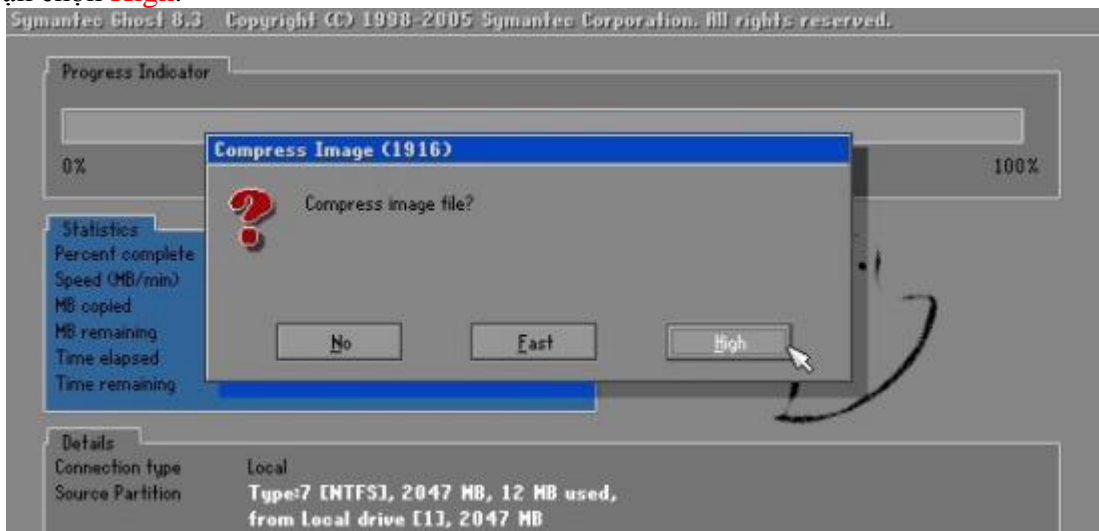 chọn High.
Symantec Ghost 8.3 Copyright (C) 1998-2005 Symantec Corporation. All rights reserved.
Progress Indicator
0%
100%
Compress Image (1916)
Compress image file?
No
Fast
High
Statistics
Percent complete
Speed (MB/min)
MB copied
MB remaining
Time elapsed
Time remaining
Details
Connection type Local
Source Partition Type:7 [NTFS], 2047 MB, 12 MB used,
from Local drive [1], 2047 MB